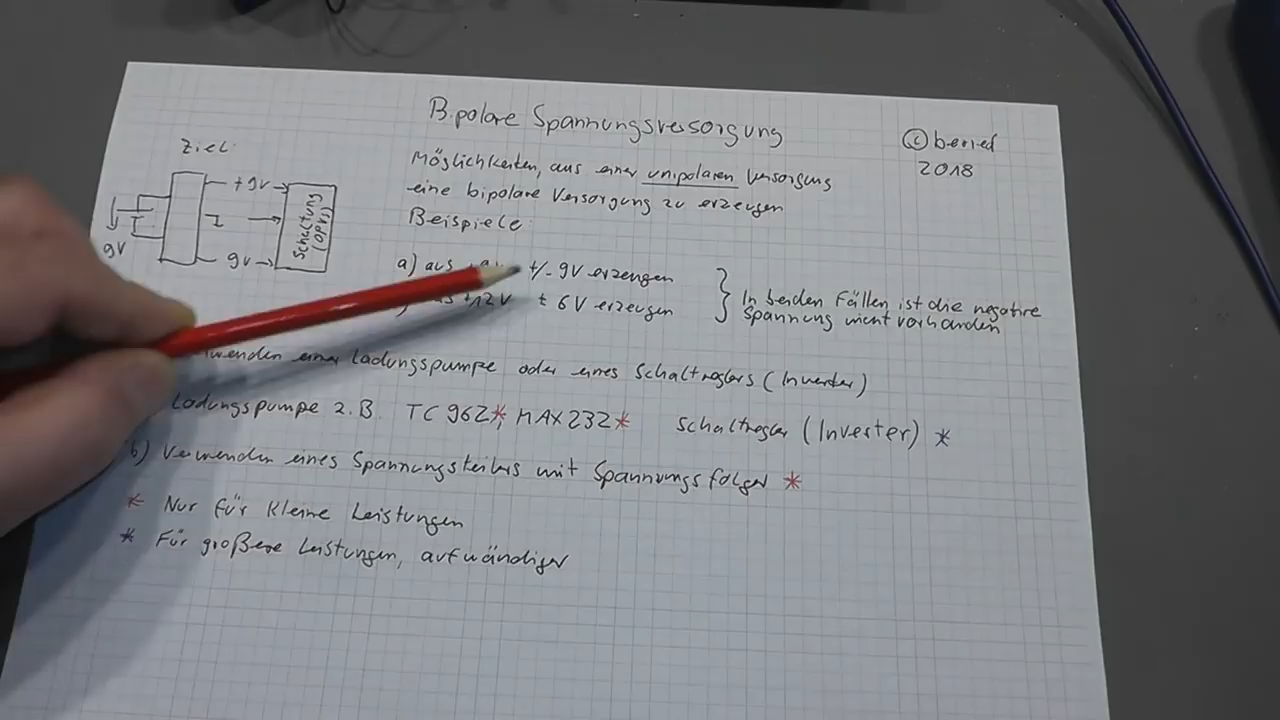 Bipolare Spannungsversorgung
© beried
2018
Ziel:
+9V
9V
9V
Schaltung
(OPV)
Möglichkeiten, aus einer unipolaren Versorgung
eine bipolare Versorgung zu erzeugen
Beispiele:
a) aus +/- 9V erzeugen
+12V ± 6V erzeugen
In beiden Fällen ist die negative
Spannung nicht vorhanden
einer Ladungspumpe oder eines Schaltreglers (Inverter)
Ladungspumpe z.B. TC 962*, MAX232* Schaltregler (Inverter) *
b) Verwenden eines Spannungsteilers mit Spannungsfolger *
* Nur für kleine Leistungen
* Für größere Leistungen, aufwändiger